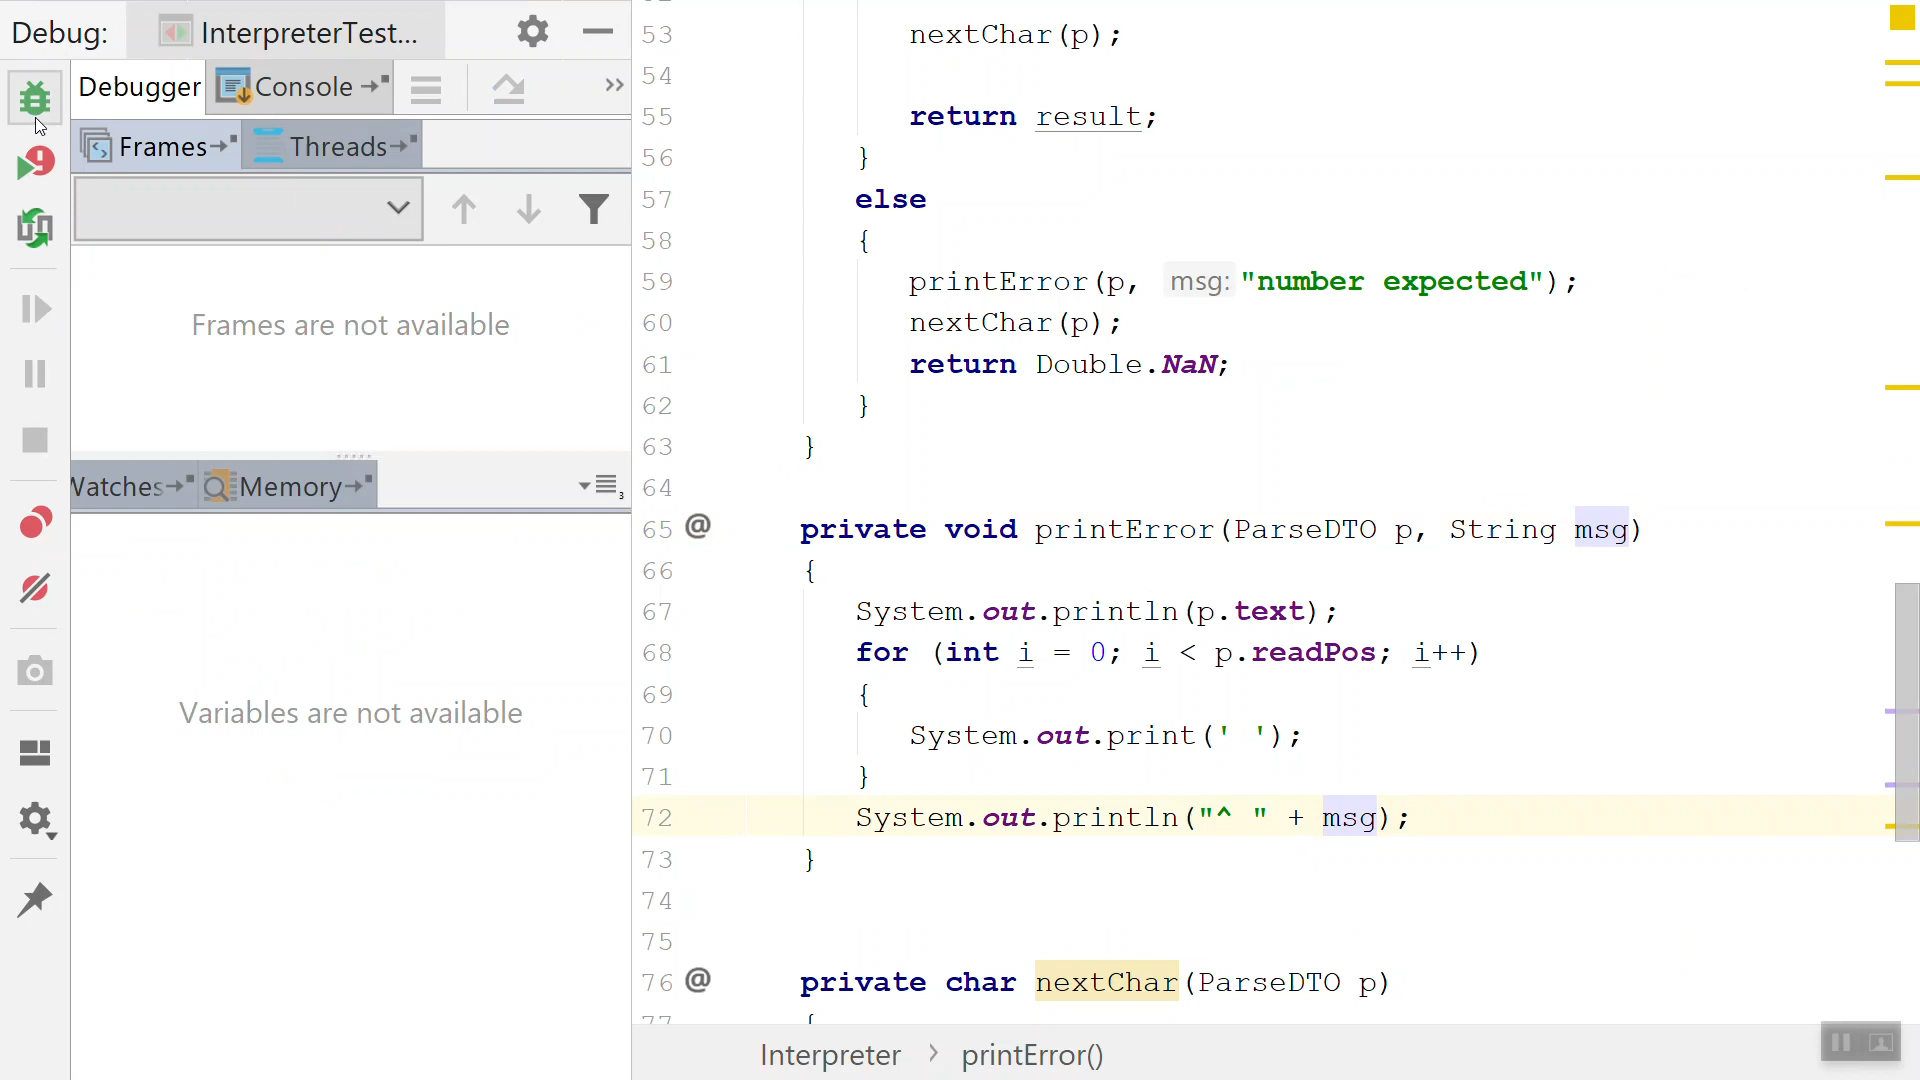 Debug:
InterpreterTest...
Debugger
Console
Frames
Threads
Frames are not available
Watches
Memory
3
Variables are not available
53 nextChar(p);
54
55 return result;
56 }
57 else
58 {
59 printError(p, msg: "number expected");
60 nextChar(p);
61 return Double.NaN;
62 }
63 }
64
65 @ private void printError(ParseDTO p, String msg)
66 {
67 System.out.println(p.text);
68 for (int i = 0; i < p.readPos; i++)
69 {
70 System.out.print(' ');
71 }
72 System.out.println("^ " + msg);
73 }
74
75
76 @ private char nextChar(ParseDTO p)
77 {
Interpreter > printError()